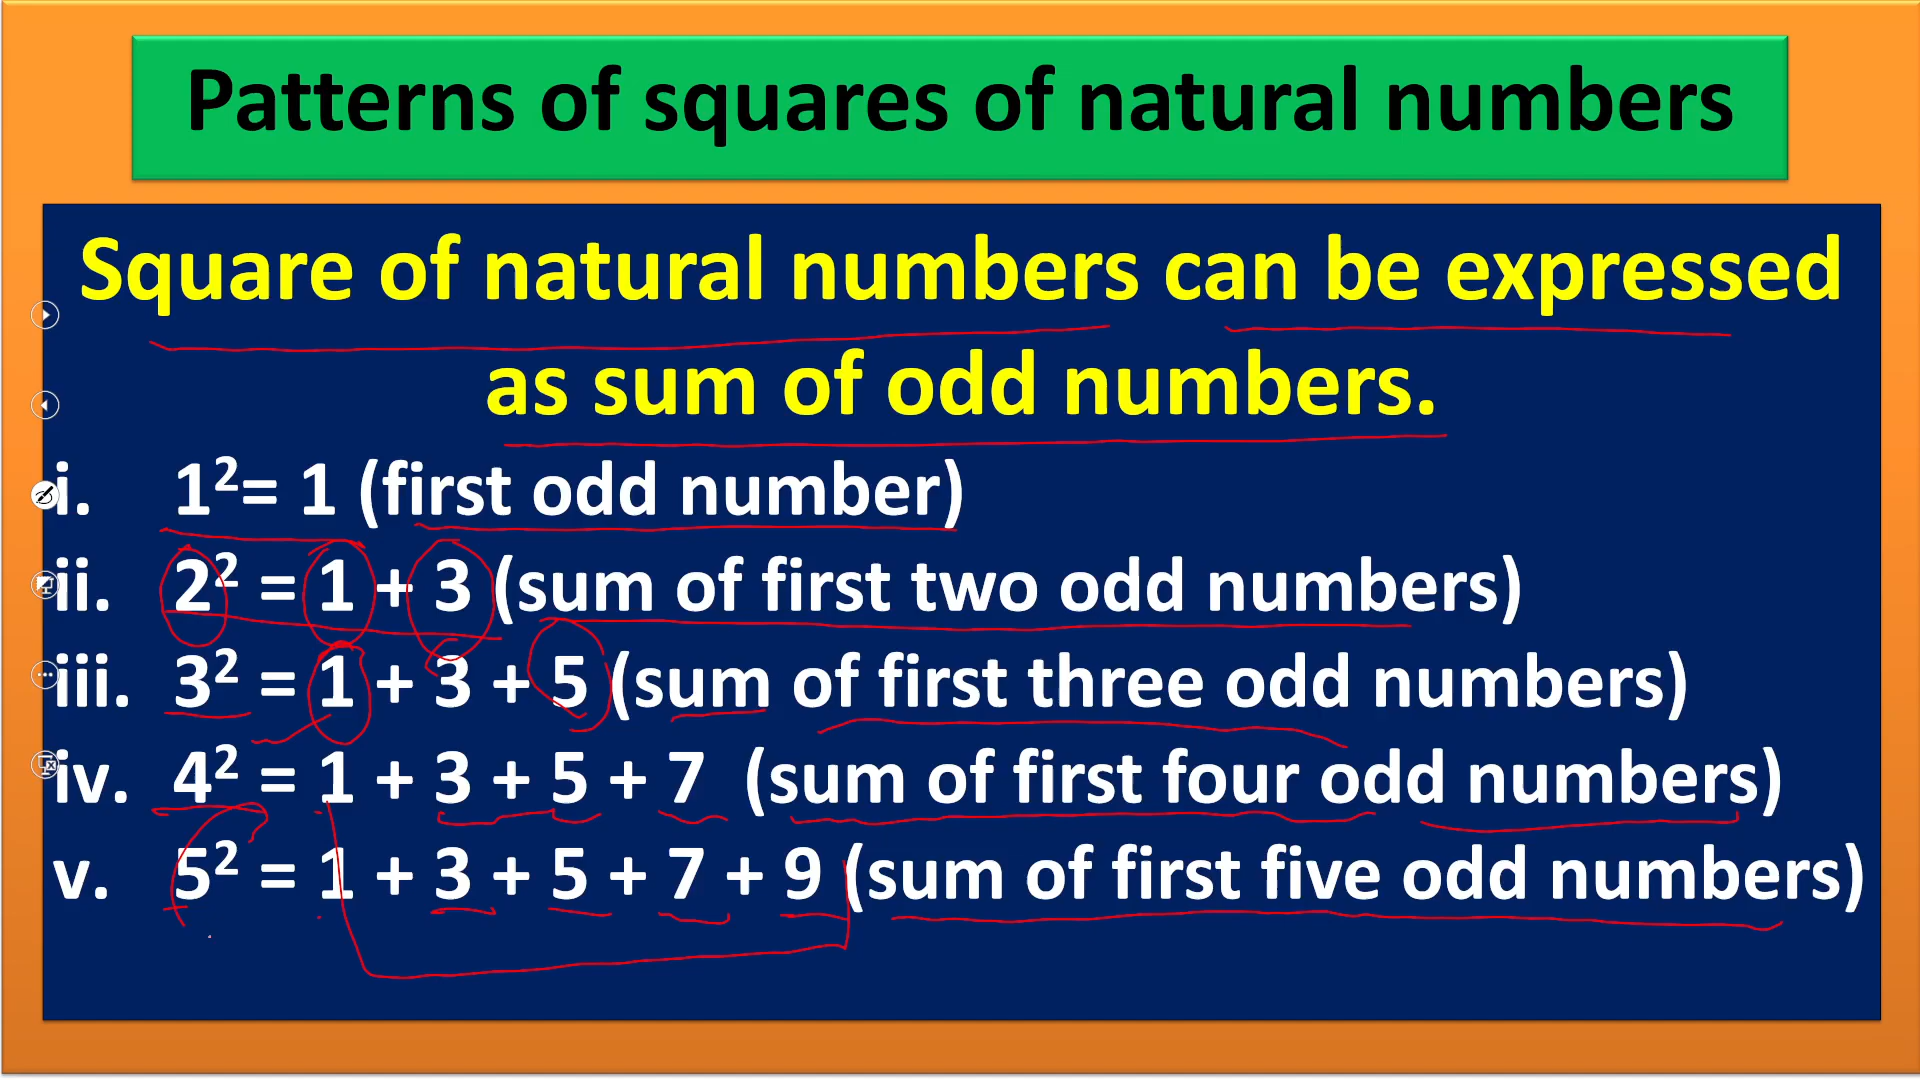 Patterns of squares of natural numbers
Square of natural numbers can be expressed
as sum of odd numbers.
i. 1²= 1 (first odd number)
ii. 2² = 1 + 3 (sum of first two odd numbers)
iii. 3² = 1 + 3 + 5 (sum of first three odd numbers)
iv. 4² = 1 + 3 + 5 + 7 (sum of first four odd numbers)
v. 5² = 1 + 3 + 5 + 7 + 9 (sum of first five odd numbers)